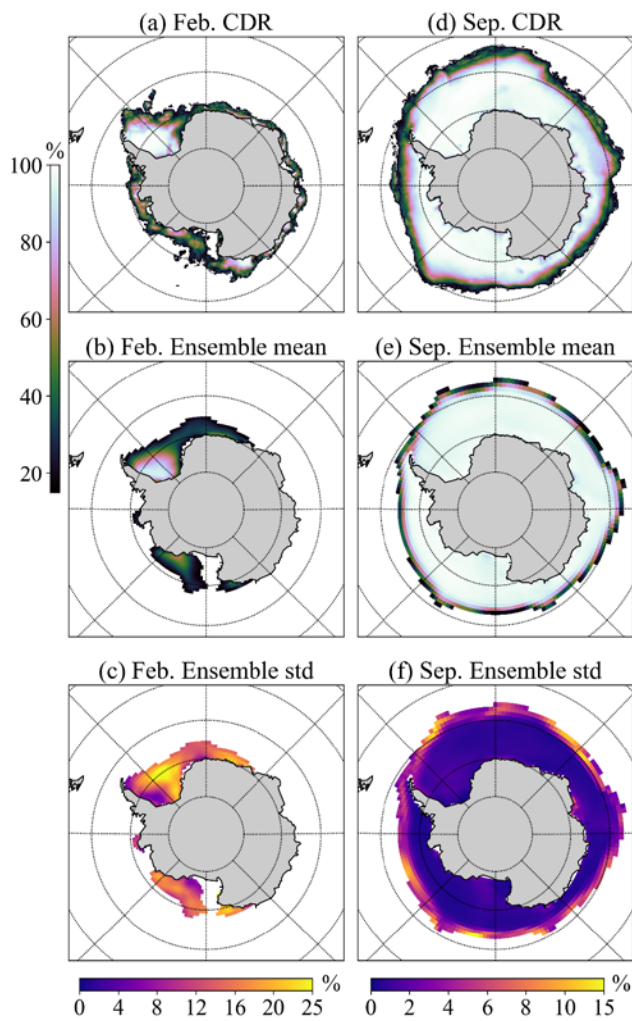 (a) Feb. CDR
(d) Sep. CDR
%
100
80
60
40
20
(b) Feb. Ensemble mean
(e) Sep. Ensemble mean
(c) Feb. Ensemble std
(f) Sep. Ensemble std
%
0 4 8 12 16 20 25
%
0 2 4 6 8 10 12 15